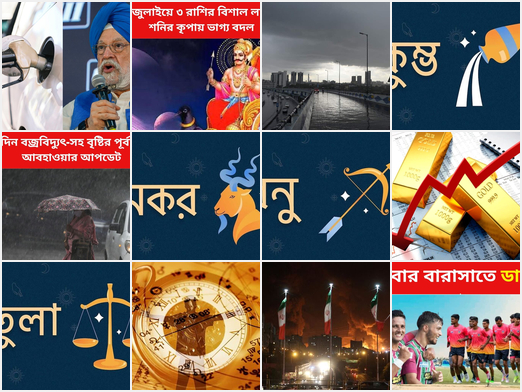 জুলাইয়ে ৩ রাশির বিশাল ল
শনির কৃপায় ভাগ্য বদল
কুম্ভ
দিন বজ্রবিদ্যুৎ-সহ বৃষ্টির পূর্ব
আবহাওয়ার আপডেট
মকর
নু
GOLD
তুলা
বার বারাসাতে ডা